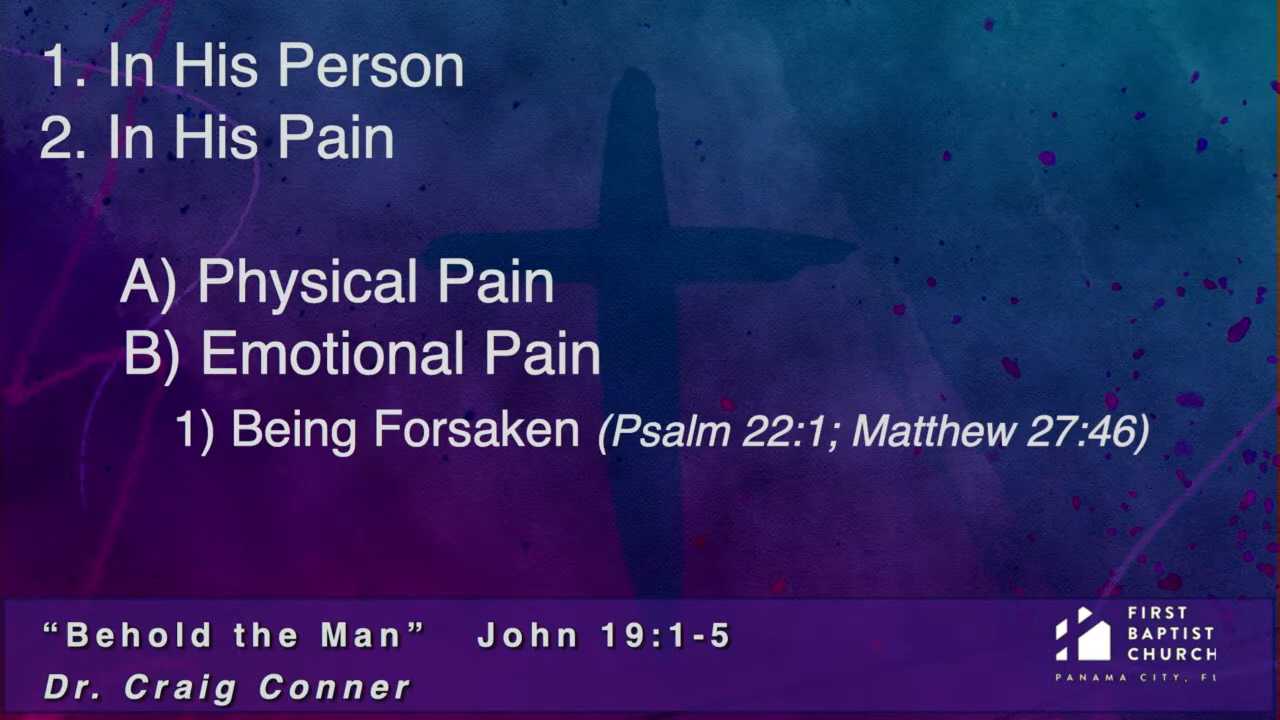 1. In His Person
2. In His Pain
A) Physical Pain
B) Emotional Pain
1) Being Forsaken (Psalm 22:1; Matthew 27:46)
“Behold the Man” John 19:1-5
Dr. Craig Conner
FIRST
BAPTIST
CHURCH
PANAMA CITY, FL